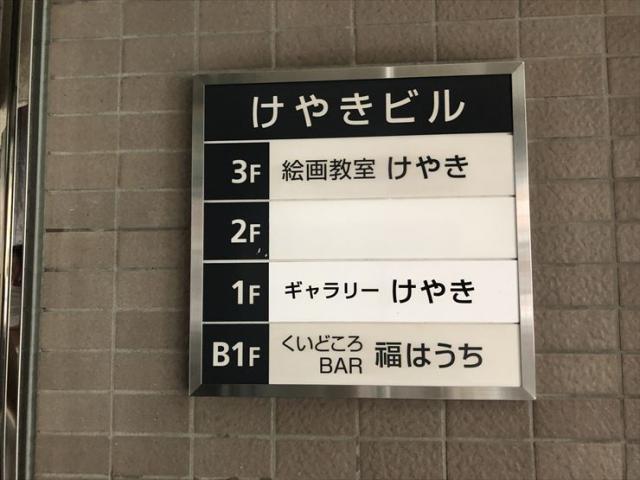 けやきビル
3F 絵画教室 けやき
2F
1F ギャラリー けやき
B1F くいどころ BAR 福はうち